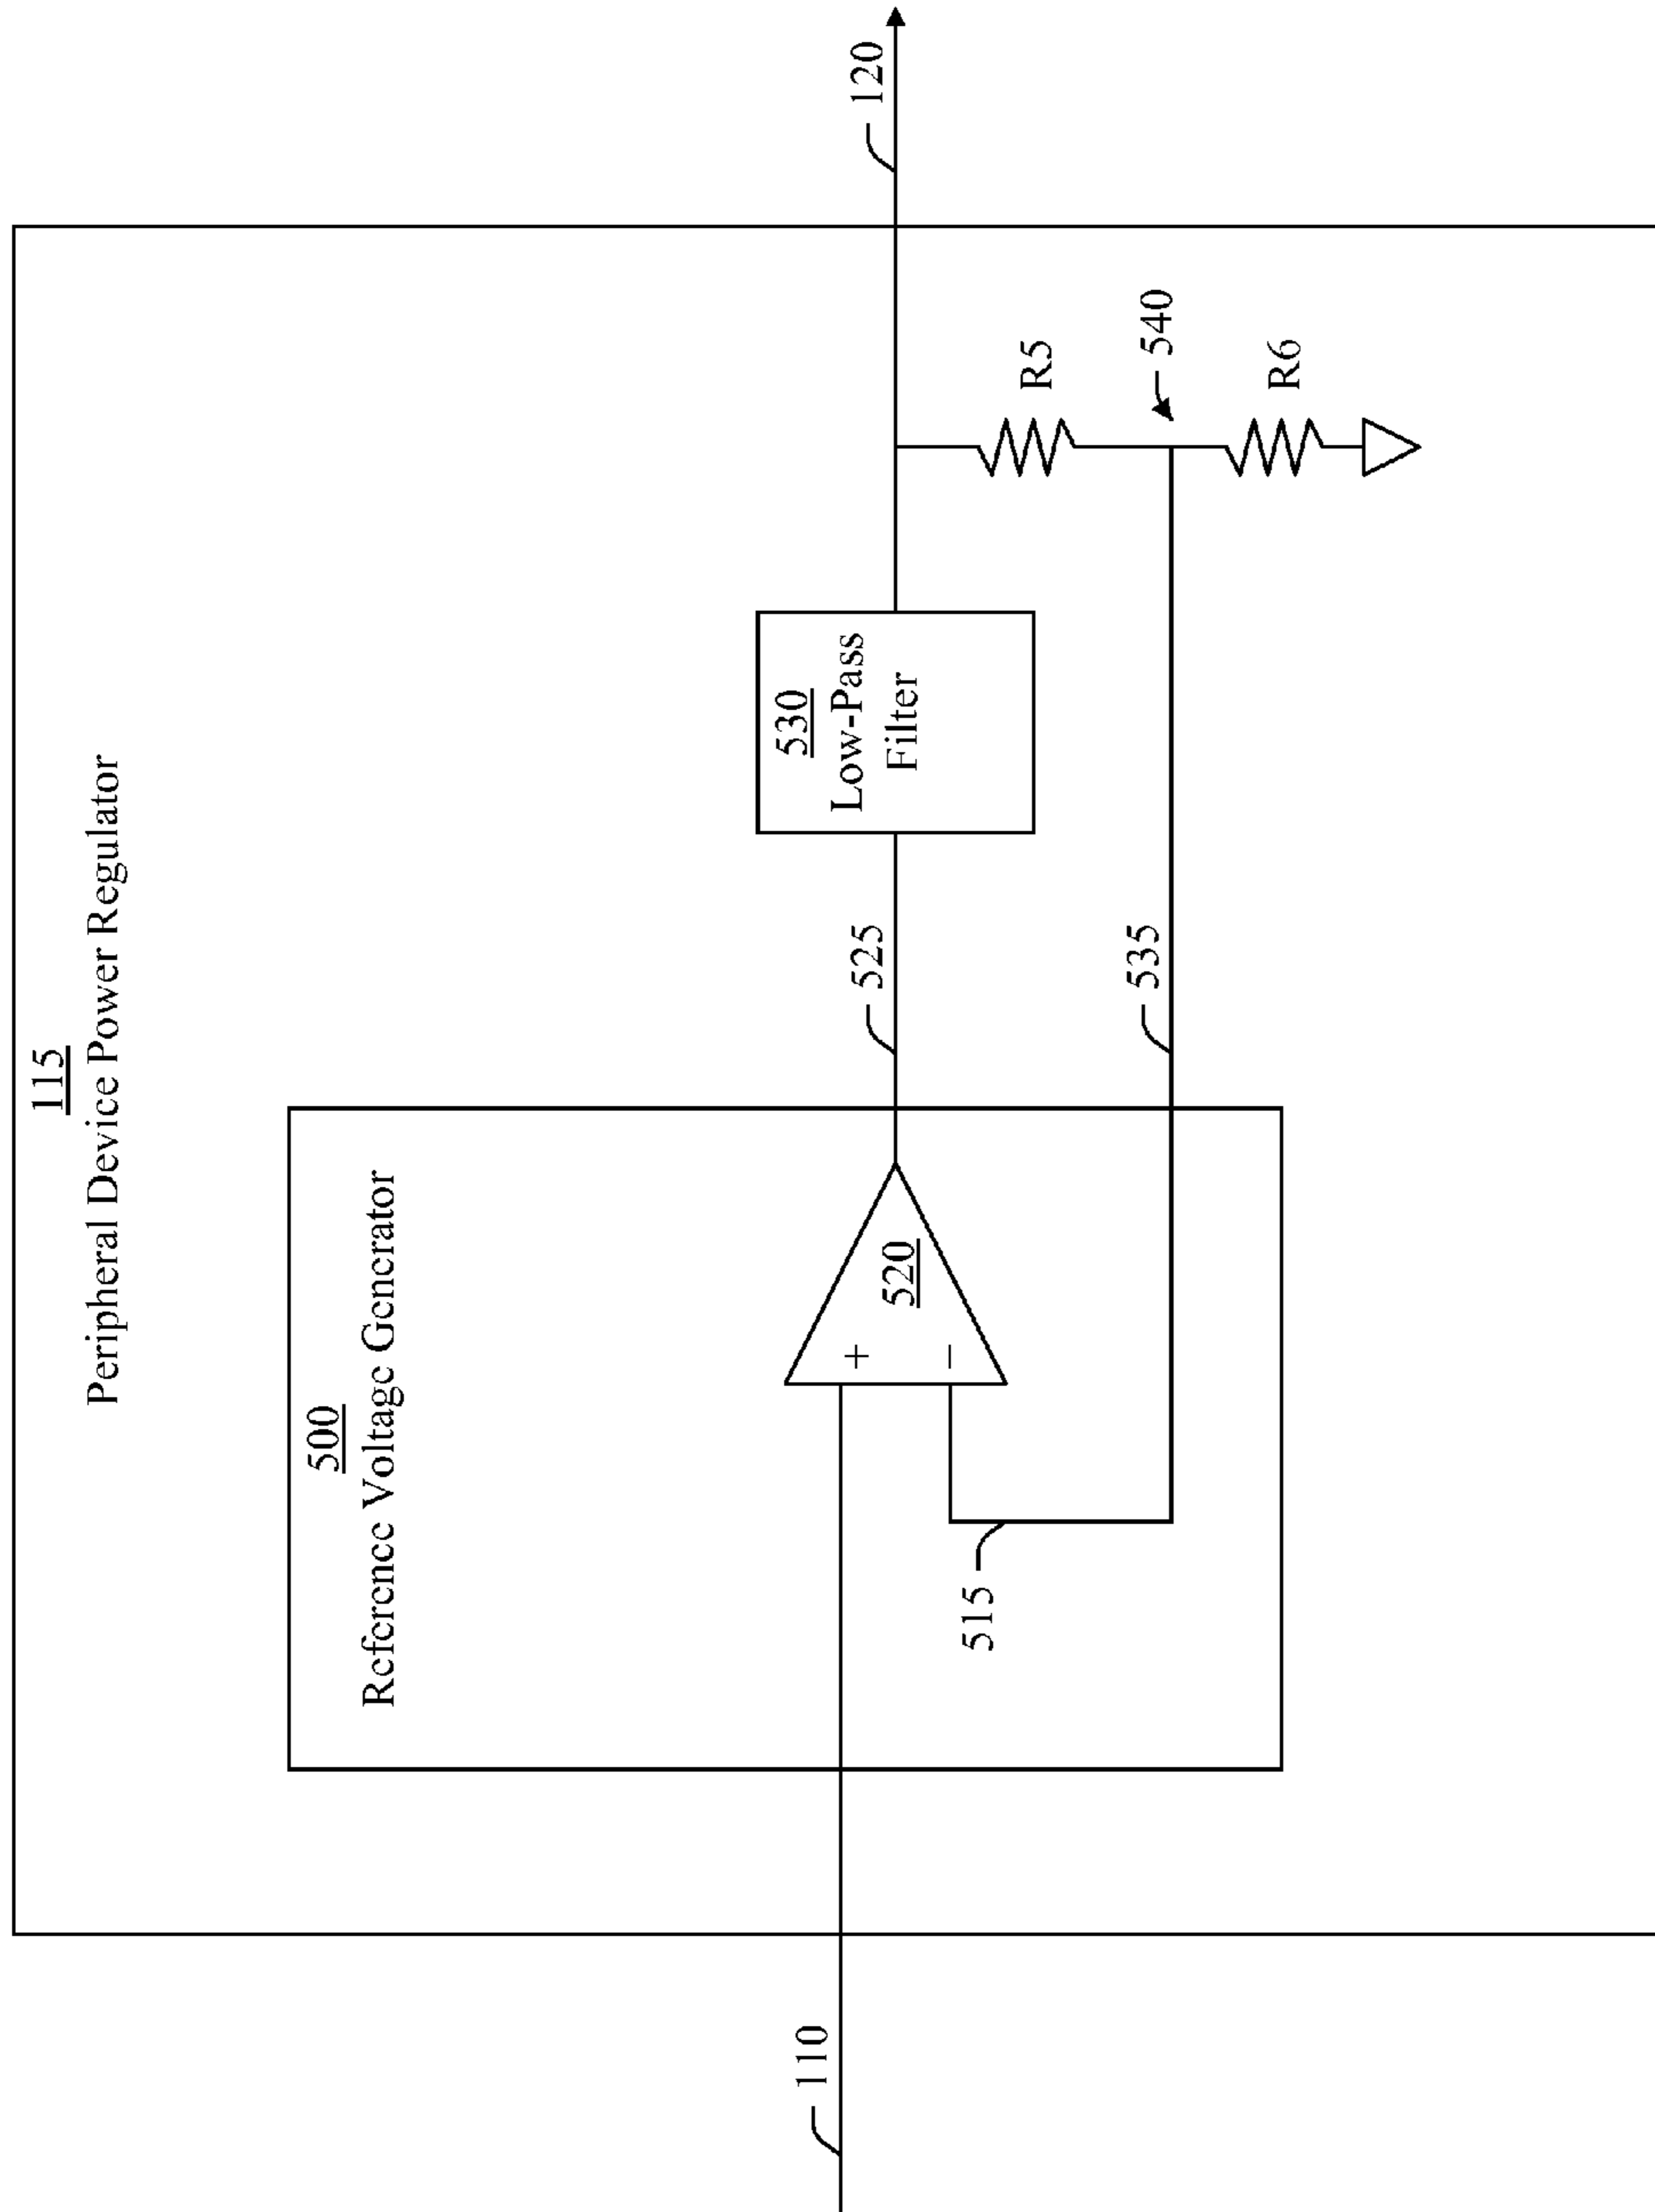 115
Peripheral Device Power Regulator
500
Reference Voltage Generator
110
+
−
520
515
525
535
530
Low-Pass
Filter
120
R5
540
R6